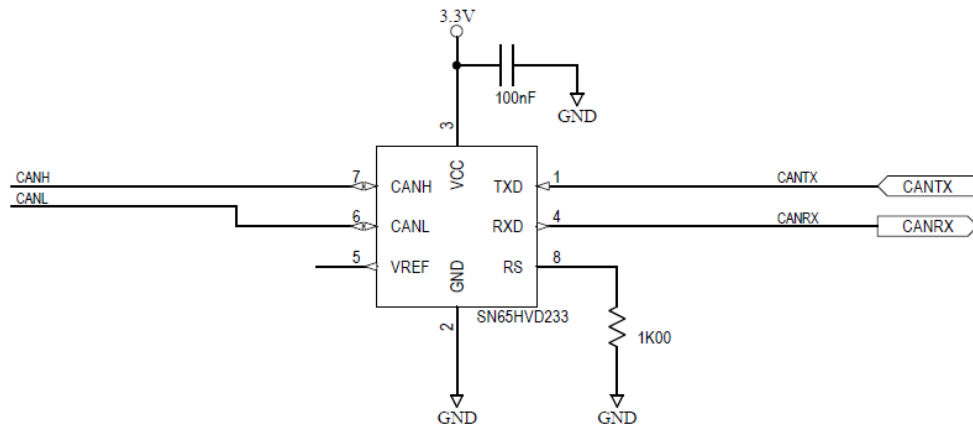 3.3V
100nF
GND
3
CANH
7
CANH
VCC
TXD
1
CANTX
CANTX
CANL
6
CANL
RXD
4
CANRX
CANRX
5
VREF
GND
RS
8
SN65HVD233
2
1K00
GND
GND